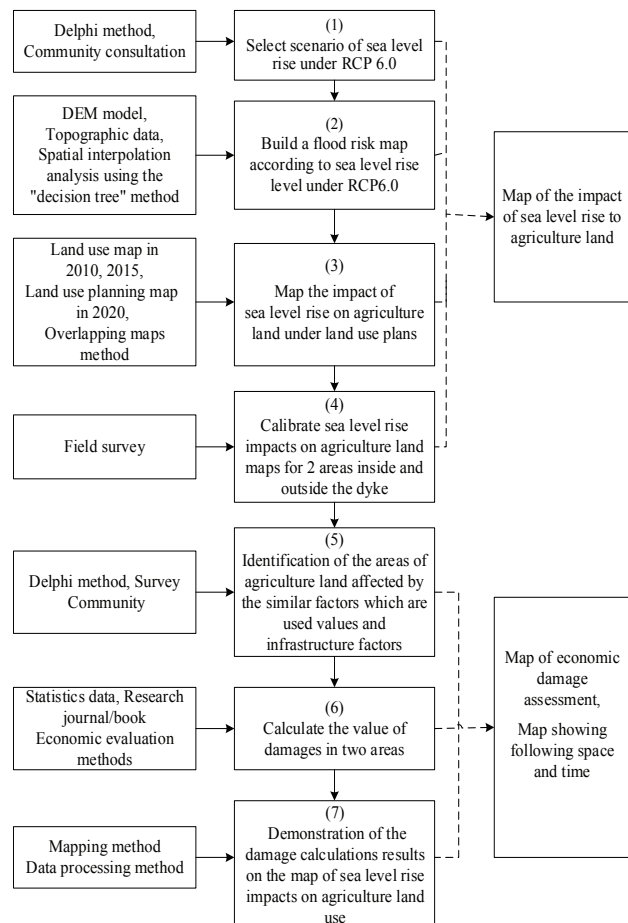 Delphi method,
Community consultation
(1)
Select scenario of sea level
rise under RCP 6.0
DEM model,
Topographic data,
Spatial interpolation
analysis using the
"decision tree" method
(2)
Build a flood risk map
according to sea level rise
level under RCP6.0
Map of the impact
of sea level rise to
agriculture land
Land use map in
2010, 2015,
Land use planning map
in 2020,
Overlapping maps
method
(3)
Map the impact of
sea level rise on agriculture
land under land use plans
Field survey
(4)
Calibrate sea level rise
impacts on agriculture land
maps for 2 areas inside and
outside the dyke
Delphi method, Survey
Community
(5)
Identification of the areas of
agriculture land affected by
the similar factors which are
used values and
infrastructure factors
Map of economic
damage
assessment,
Map showing
following space
and time
Statistics data, Research
journal/book
Economic evaluation
methods
(6)
Calculate the value of
damages in two areas
Mapping method
Data processing method
(7)
Demonstration of the
damage calculations results
on the map of sea level rise
impacts on agriculture land
use